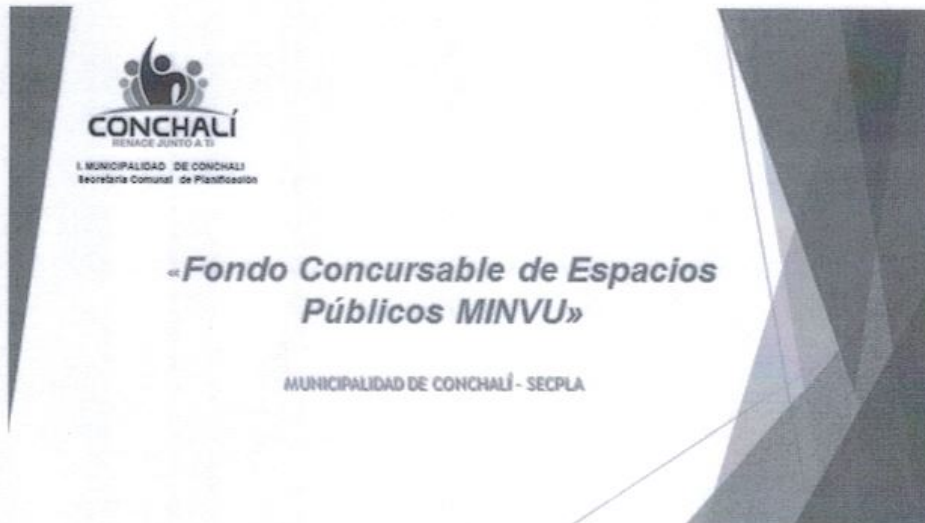 CONCHALÍ
RENACE JUNTO A TI
I. MUNICIPALIDAD DE CONCHALI
Secretaria Comunal de Planificación
«Fondo Concursable de Espacios
Públicos MINVU»
MUNICIPALIDAD DE CONCHALÍ - SECPLA